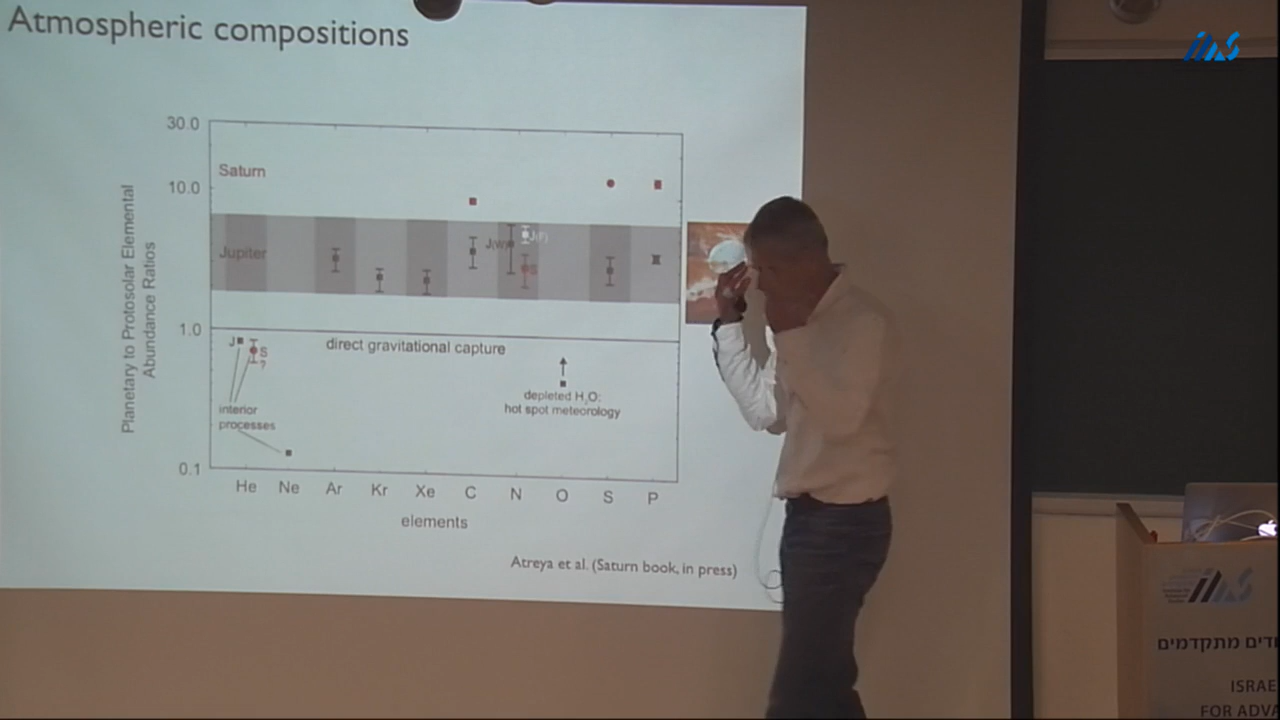 Atmospheric compositions
30.0
10.0
1.0
0.1
Planetary to Protosolar Elemental
Abundance Ratios
Saturn
Jupiter
J(W)
J(F)
S
J
S
?
direct gravitational capture
depleted H₂O:
hot spot meteorology
interior
processes
He Ne Ar Kr Xe C N O S P
elements
Atreya et al. (Saturn book, in press)
iias
iias
מתקדמים
ISRAE
FOR ADVA